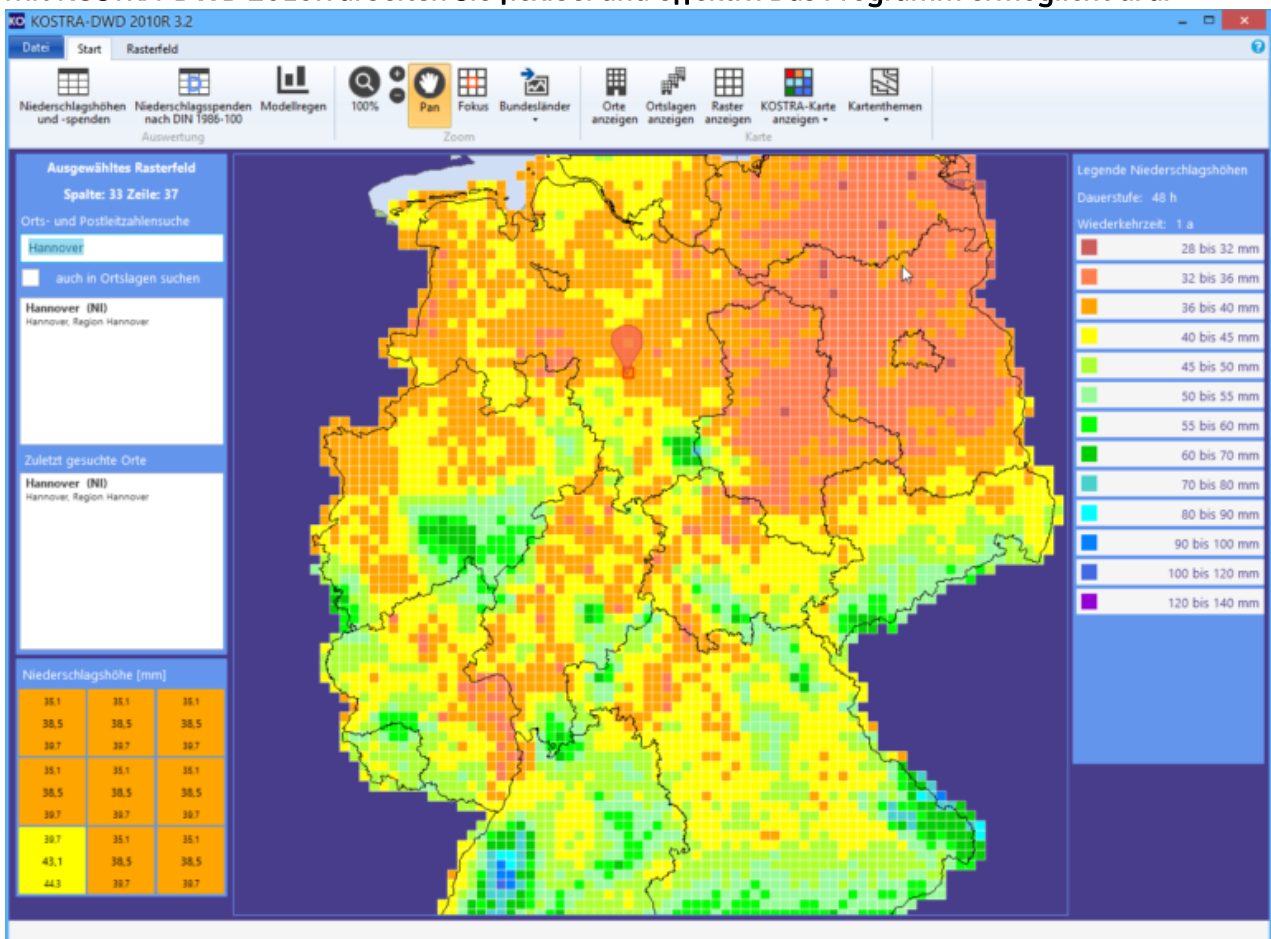 KO KOSTRA-DWD 2010R 3.2
Datei Start Rasterfeld
Niederschlagshöhen und -spenden
Niederschlagsspenden nach DIN 1986-100
Modellregen
Auswertung
100%
Pan
Fokus
Bundesländer
Zoom
Orte anzeigen
Ortslagen anzeigen
Raster anzeigen
KOSTRA-Karte anzeigen
Kartenthemen
Karte
Ausgewähltes Rasterfeld
Spalte: 33 Zeile: 37
Orts- und Postleitzahlensuche
Hannover
auch in Ortslagen suchen
Hannover (NI)
Hannover, Region Hannover
Zuletzt gesuchte Orte
Hannover (NI)
Hannover, Region Hannover
Niederschlagshöhe [mm]
35,1 35,1 35,1
38,5 38,5 38,5
39,7 39,7 39,7
35,1 35,1 35,1
38,5 38,5 38,5
39,7 39,7 39,7
39,7 35,1 35,1
43,1 38,5 38,5
44,3 39,7 39,7
Legende Niederschlagshöhen
Dauerstufe: 48 h
Wiederkehrzeit: 1 a
28 bis 32 mm
32 bis 36 mm
36 bis 40 mm
40 bis 45 mm
45 bis 50 mm
50 bis 55 mm
55 bis 60 mm
60 bis 70 mm
70 bis 80 mm
80 bis 90 mm
90 bis 100 mm
100 bis 120 mm
120 bis 140 mm